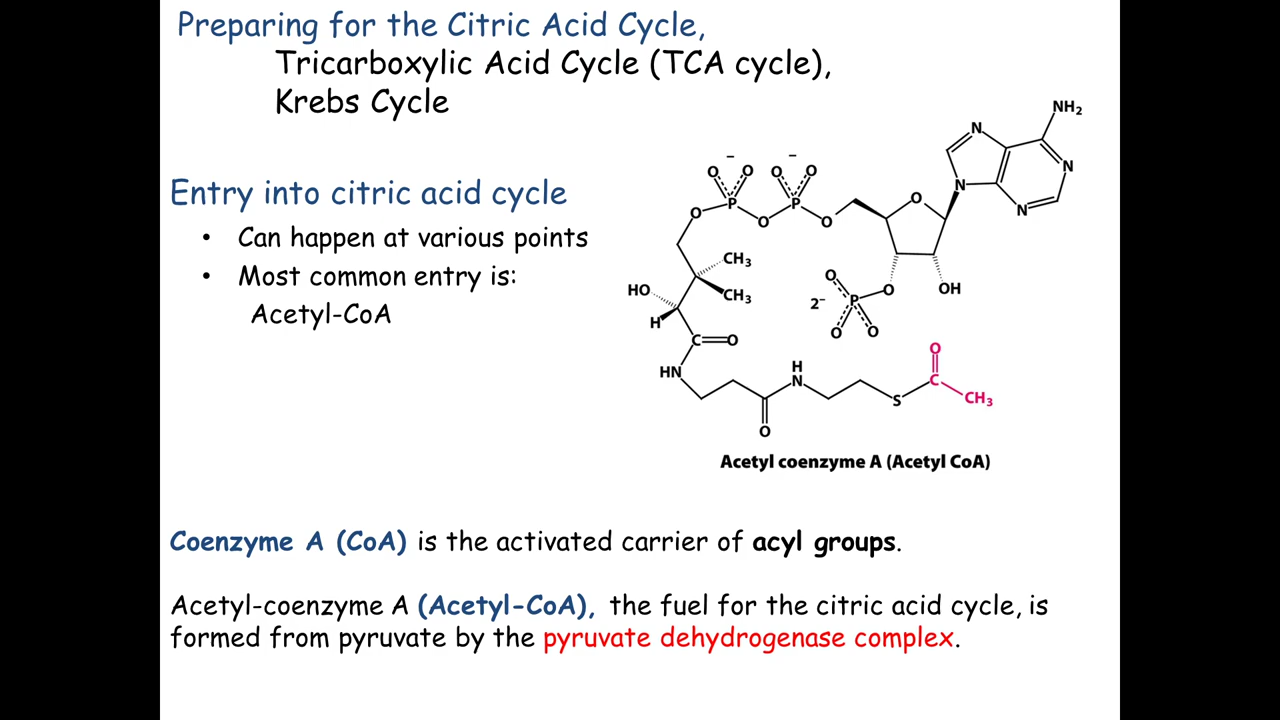 Preparing for the Citric Acid Cycle,
Tricarboxylic Acid Cycle (TCA cycle),
Krebs Cycle
Entry into citric acid cycle
• Can happen at various points
• Most common entry is:
Acetyl-CoA
NH2
N
N
N
N
O
O
O
O
O
P
P
O
O
O
O
–
–
CH3
CH3
HO
H
C=O
HN
O
P
O
O
O
2–
OH
H
N
O
S
O
C
CH3
Acetyl coenzyme A (Acetyl CoA)
Coenzyme A (CoA) is the activated carrier of acyl groups.
Acetyl-coenzyme A (Acetyl-CoA), the fuel for the citric acid cycle, is
formed from pyruvate by the pyruvate dehydrogenase complex.